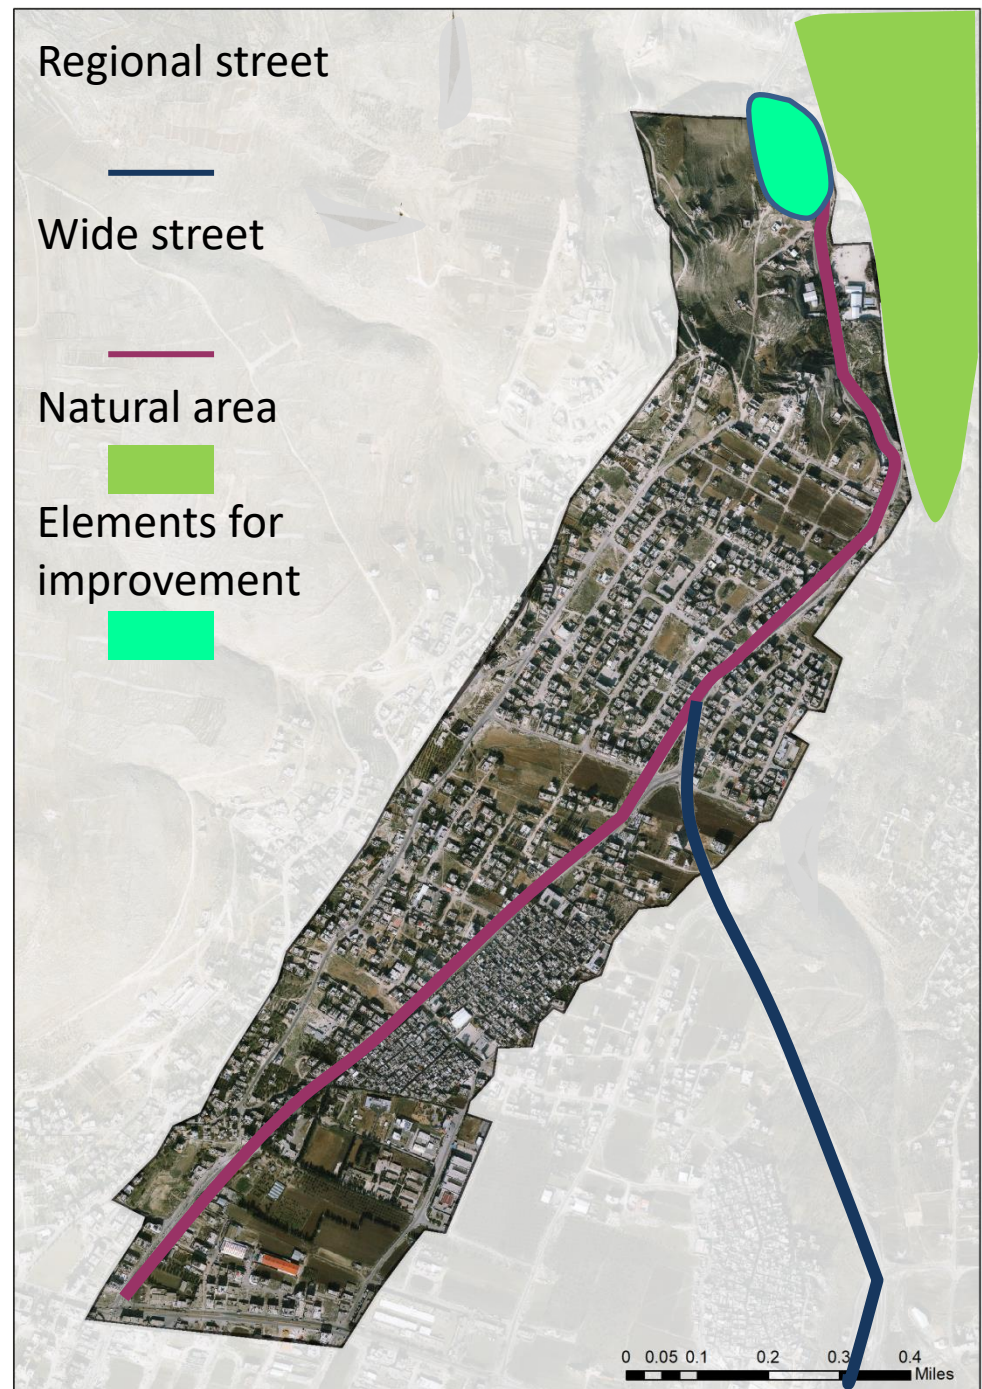 Regional street
Wide street
Natural area
Elements for
improvement
0 0.05 0.1 0.2 0.3 0.4
Miles